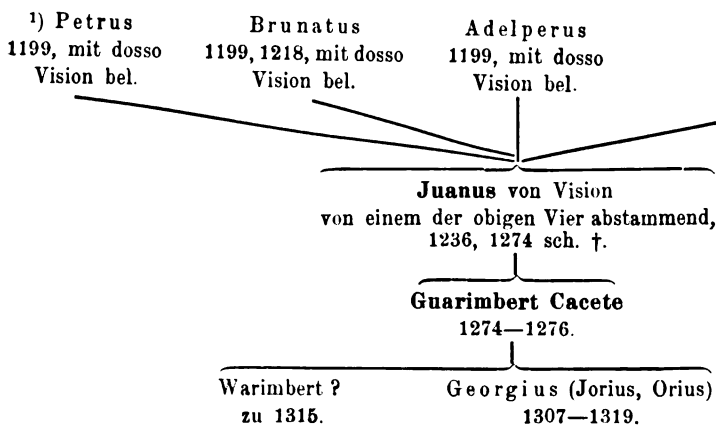 ¹) Petrus
1199, mit dosso
Vision bel.
Brunatus
1199, 1218, mit dosso
Vision bel.
Adelperus
1199, mit dosso
Vision bel.
Juanus von Vision
von einem der obigen Vier abstammend,
1236, 1274 sch. †.
Guarimbert Cacete
1274—1276.
Warimbert ?
zu 1315.
Georgius (Jorius, Orius)
1307—1319.